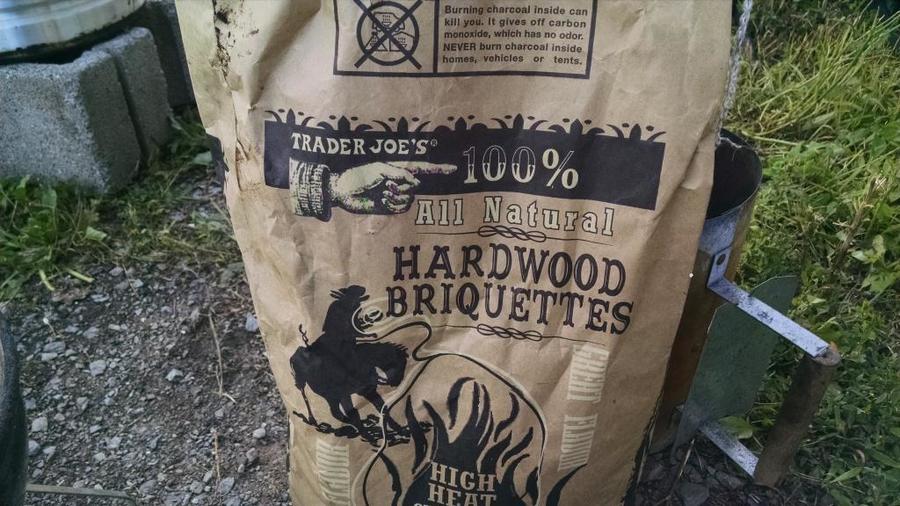 Burning charcoal inside can
kill you. It gives off carbon
monoxide, which has no odor.
NEVER burn charcoal inside
homes, vehicles or tents.
TRADER JOE'S®
100%
All Natural
HARDWOOD
BRIQUETTES
HIGH
HEAT